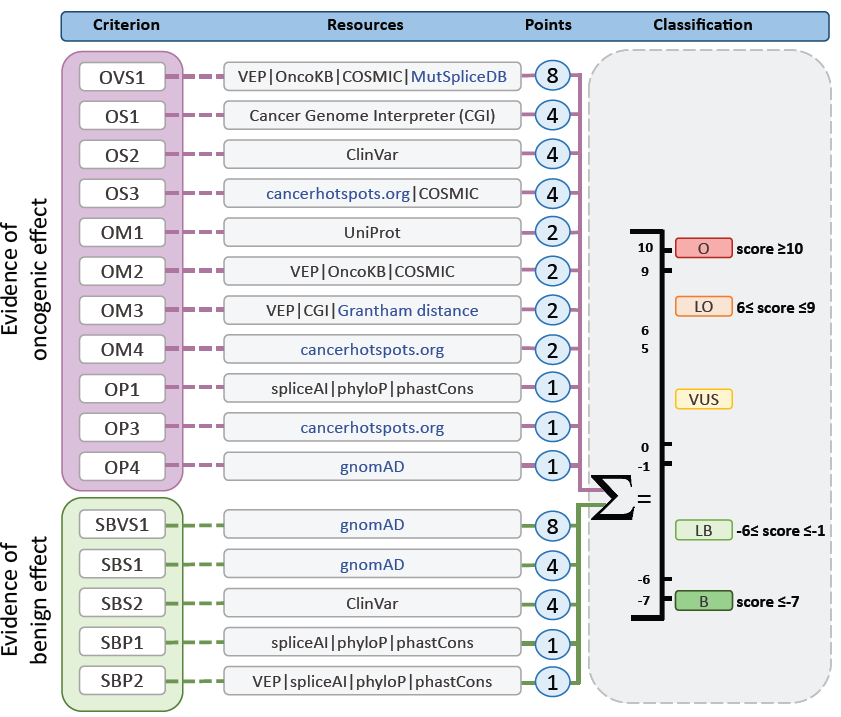 Criterion Resources Points Classification
Evidence of
oncogenic effect
OVS1 VEP|OncoKB|COSMIC|MutSpliceDB 8
OS1 Cancer Genome Interpreter (CGI) 4
OS2 ClinVar 4
OS3 cancerhotspots.org|COSMIC 4
OM1 UniProt 2
OM2 VEP|OncoKB|COSMIC 2
OM3 VEP|CGI|Grantham distance 2
OM4 cancerhotspots.org 2
OP1 spliceAI|phyloP|phastCons 1
OP3 cancerhotspots.org 1
OP4 gnomAD 1
Evidence of
benign effect
SBVS1 gnomAD 8
SBS1 gnomAD 4
SBS2 ClinVar 4
SBP1 spliceAI|phyloP|phastCons 1
SBP2 VEP|spliceAI|phyloP|phastCons 1
Σ =
10 O score ≥10
9
LO 6≤ score ≤9
6
5
VUS
0
-1
LB -6≤ score ≤-1
-6
-7 B score ≤-7